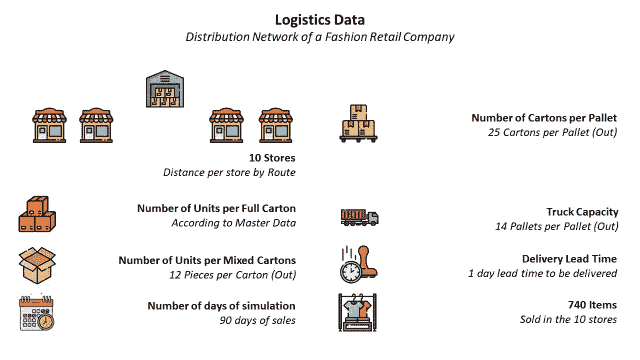 Logistics Data
Distribution Network of a Fashion Retail Company
10 Stores
Distance per store by Route
Number of Cartons per Pallet
25 Cartons per Pallet (Out)
Number of Units per Full Carton
According to Master Data
Truck Capacity
14 Pallets per Pallet (Out)
Number of Units per Mixed Cartons
12 Pieces per Carton (Out)
Delivery Lead Time
1 day lead time to be delivered
Number of days of simulation
90 days of sales
740 Items
Sold in the 10 stores